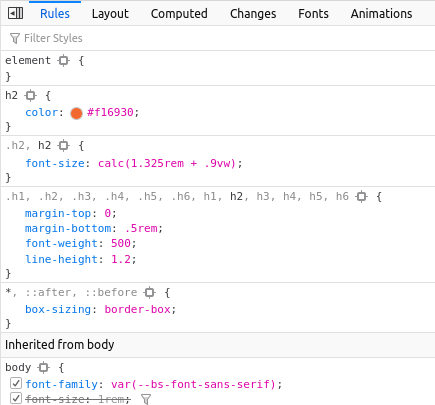 Rules Layout Computed Changes Fonts Animations
Filter Styles
element {
}
h2 {
color: #f16930;
}
.h2, h2 {
font-size: calc(1.325rem + .9vw);
}
.h1, .h2, .h3, .h4, .h5, .h6, h1, h2, h3, h4, h5, h6 {
margin-top: 0;
margin-bottom: .5rem;
font-weight: 500;
line-height: 1.2;
}
*, ::after, ::before {
box-sizing: border-box;
}
Inherited from body
body {
font-family: var(--bs-font-sans-serif);
font-size: 1rem;